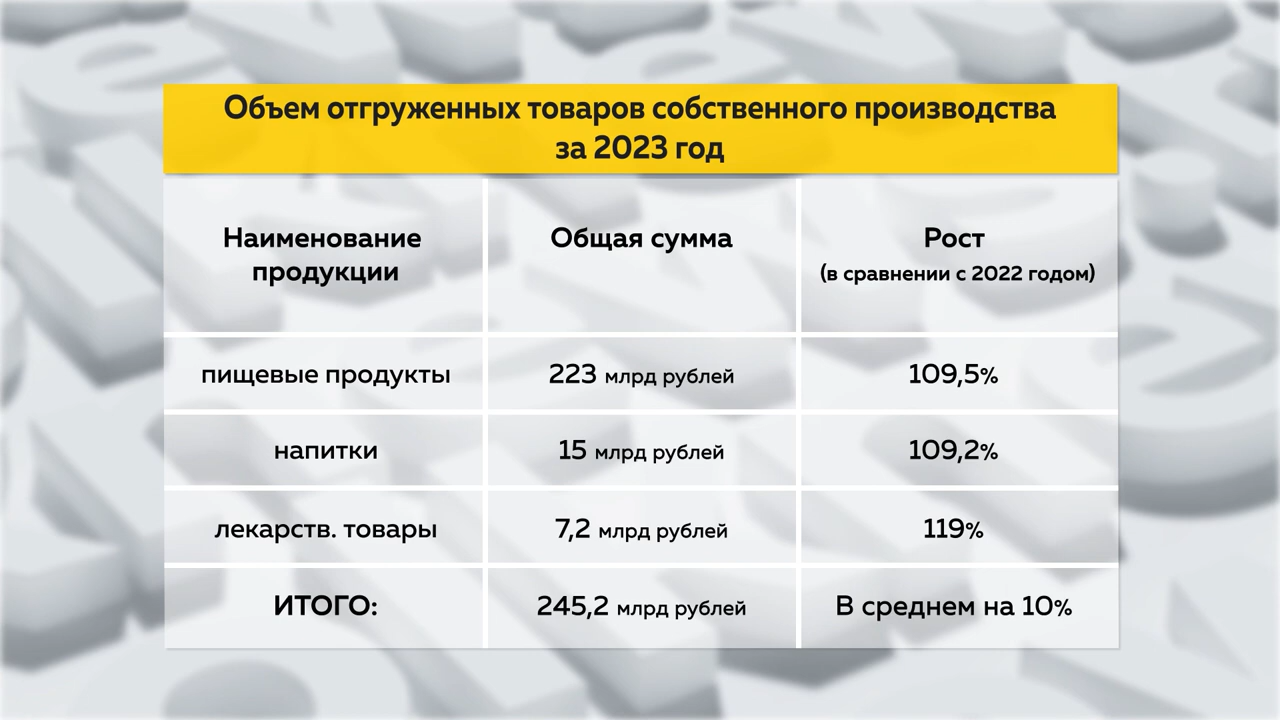 Объем отгруженных товаров собственного производства
за 2023 год
Наименование
продукции
Общая сумма
Рост
(в сравнении с 2022 годом)
пищевые продукты
223 млрд рублей
109,5%
напитки
15 млрд рублей
109,2%
лекарств. товары
7,2 млрд рублей
119%
ИТОГО:
245,2 млрд рублей
В среднем на 10%